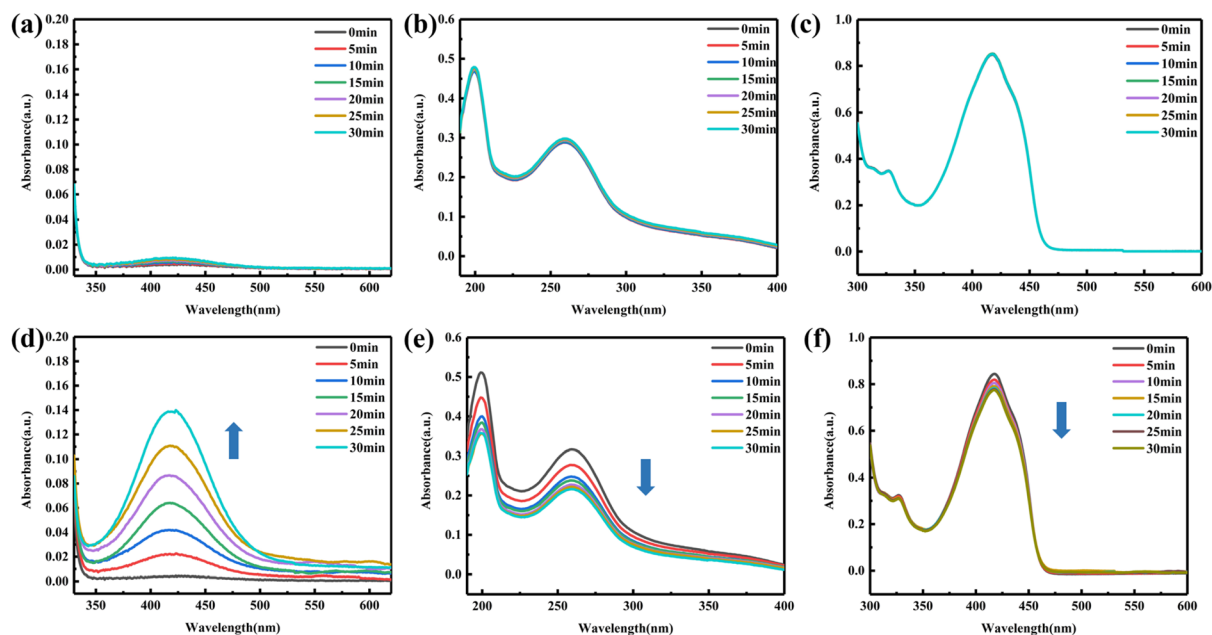 (a)
0.20
0.18
0.16
0.14
0.12
0.10
0.08
0.06
0.04
0.02
0.00
Absorbance(a.u.)
0min
5min
10min
15min
20min
25min
30min
350 400 450 500 550 600
Wavelength(nm)
(b)
0.6
0.5
0.4
0.3
0.2
0.1
0.0
Absorbance(a.u.)
0min
5min
10min
15min
20min
25min
30min
200 250 300 350 400
Wavelength(nm)
(c)
1.0
0.8
0.6
0.4
0.2
0.0
Absorbance(a.u.)
0min
5min
10min
15min
20min
25min
30min
300 350 400 450 500 550 600
Wavelength(nm)
(d)
0.20
0.18
0.16
0.14
0.12
0.10
0.08
0.06
0.04
0.02
0.00
Absorbance(a.u.)
0min
5min
10min
15min
20min
25min
30min
350 400 450 500 550 600
Wavelength(nm)
(e)
0.6
0.5
0.4
0.3
0.2
0.1
0.0
Absorbance(a.u.)
0min
5min
10min
15min
20min
25min
30min
200 250 300 350 400
Wavelength(nm)
(f)
1.0
0.8
0.6
0.4
0.2
0.0
Absorbance(a.u.)
0min
5min
10min
15min
20min
25min
30min
300 350 400 450 500 550 600
Wavelength(nm)